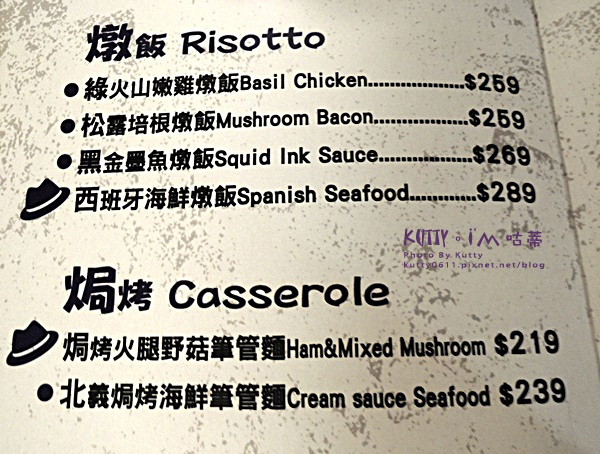 燉飯 Risotto
●綠火山嫩雞燉飯Basil Chicken...................$259
●松露培根燉飯Mushroom Bacon...................$259
●黑金墨魚燉飯Squid Ink Sauce...................$269
西班牙海鮮燉飯Spanish Seafood.............$289
KUTTY。i'M 咕蒂
Photo By Kutty
kutty0611.pixnet.net/blog
焗烤 Casserole
焗烤火腿野菇筆管麵Ham&Mixed Mushroom $219
●北義焗烤海鮮筆管麵Cream sauce Seafood $239